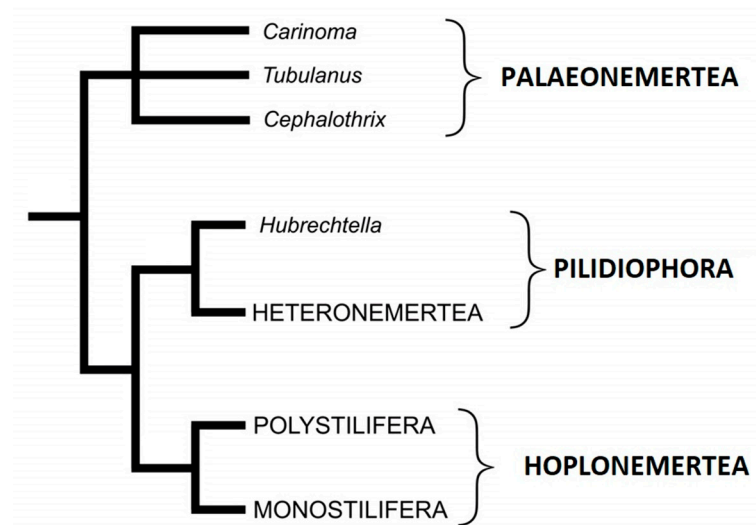 Carinoma
Tubulanus
PALAEONEMERTEA
Cephalothrix
Hubrechtella
PILIDIOPHORA
HETERONEMERTEA
POLYSTILIFERA
HOPLONEMERTEA
MONOSTILIFERA